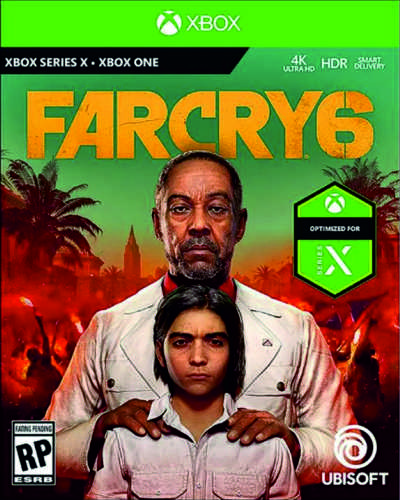 XBOX
XBOX SERIES X • XBOX ONE
4K
ULTRA HD
HDR
SMART
DELIVERY
FARCRY6
OPTIMIZED FOR
SERIES
X
RATING PENDING
RP
ESRB
UBISOFT